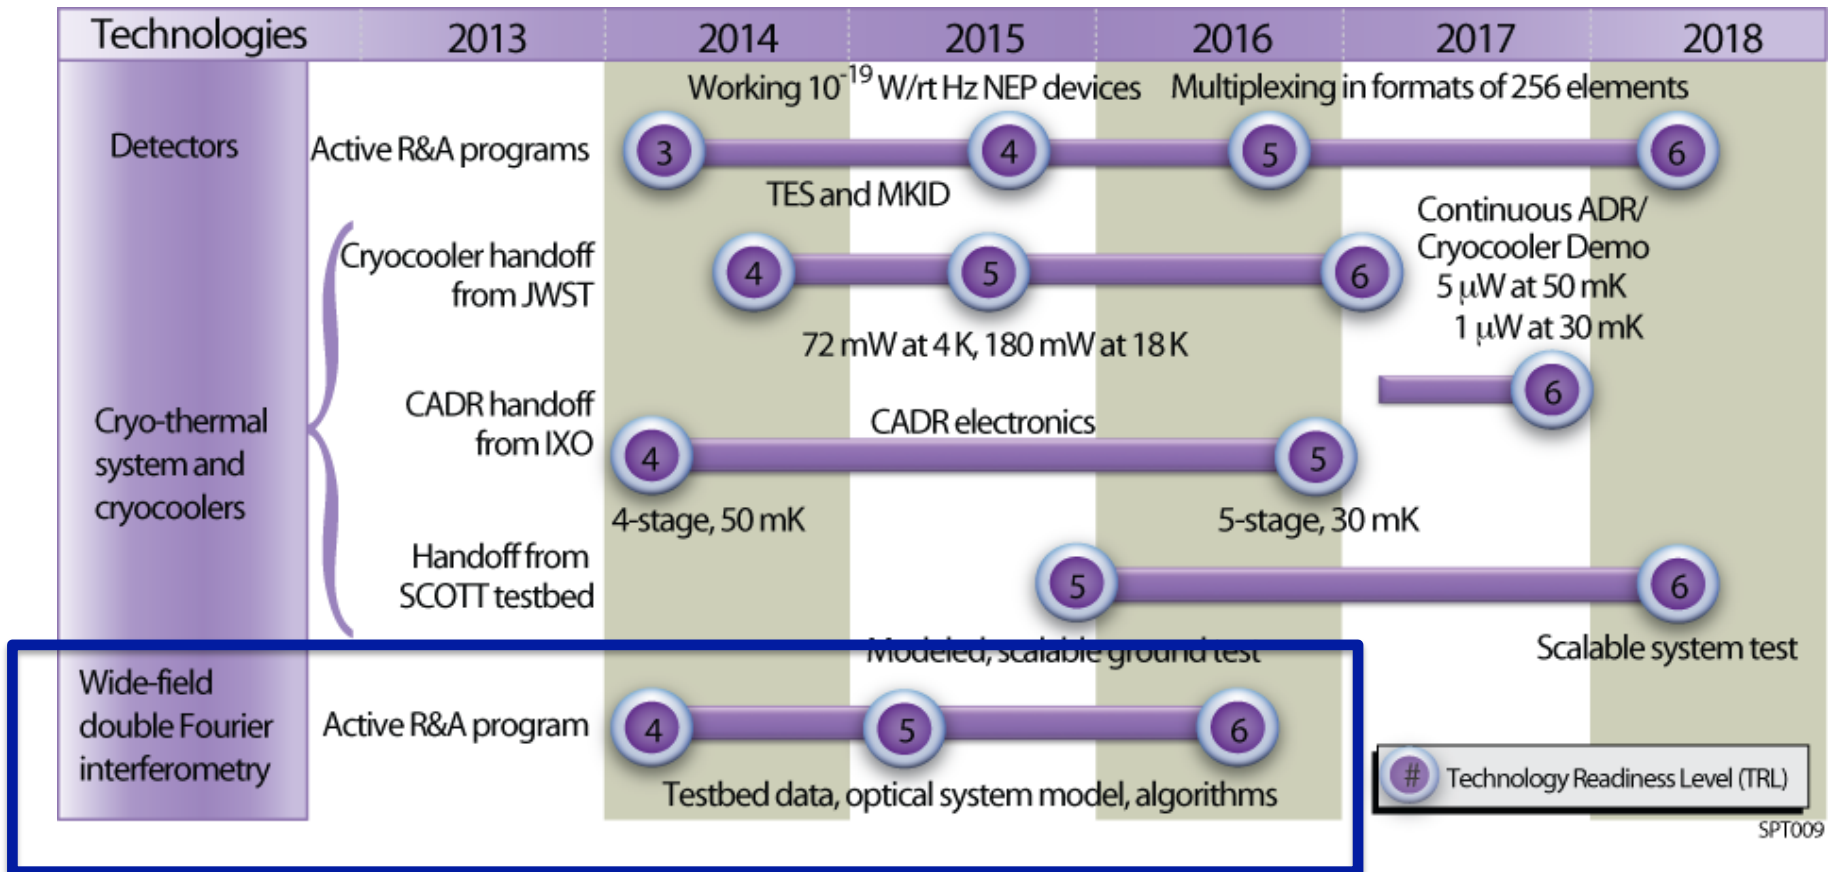 Technologies 2013 2014 2015 2016 2017 2018
Working 10⁻¹⁹ W/rt Hz NEP devices
Multiplexing in formats of 256 elements
Detectors
Active R&A programs
3 4 5 6
TES and MKID
Cryo-thermal
system and
cryocoolers
Cryocooler handoff
from JWST
4 5 6
72 mW at 4 K, 180 mW at 18 K
Continuous ADR/
Cryocooler Demo
5 μW at 50 mK
1 μW at 30 mK
6
CADR handoff
from IXO
CADR electronics
4 5
4-stage, 50 mK
5-stage, 30 mK
Handoff from
SCOTT testbed
5 6
Modeled, scalable ground test
Scalable system test
Wide-field
double Fourier
interferometry
Active R&A program
4 5 6
Testbed data, optical system model, algorithms
# Technology Readiness Level (TRL)
SPT009